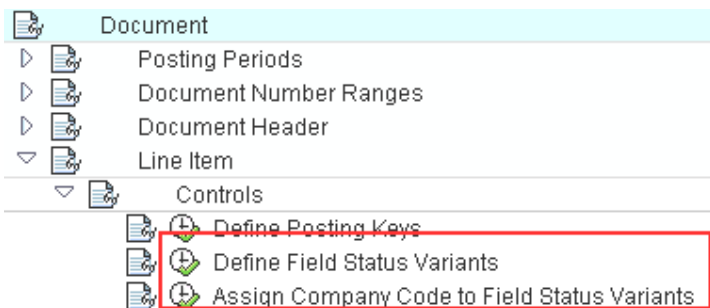 Document
Posting Periods
Document Number Ranges
Document Header
Line Item
Controls
Define Posting Keys
Define Field Status Variants
Assign Company Code to Field Status Variants